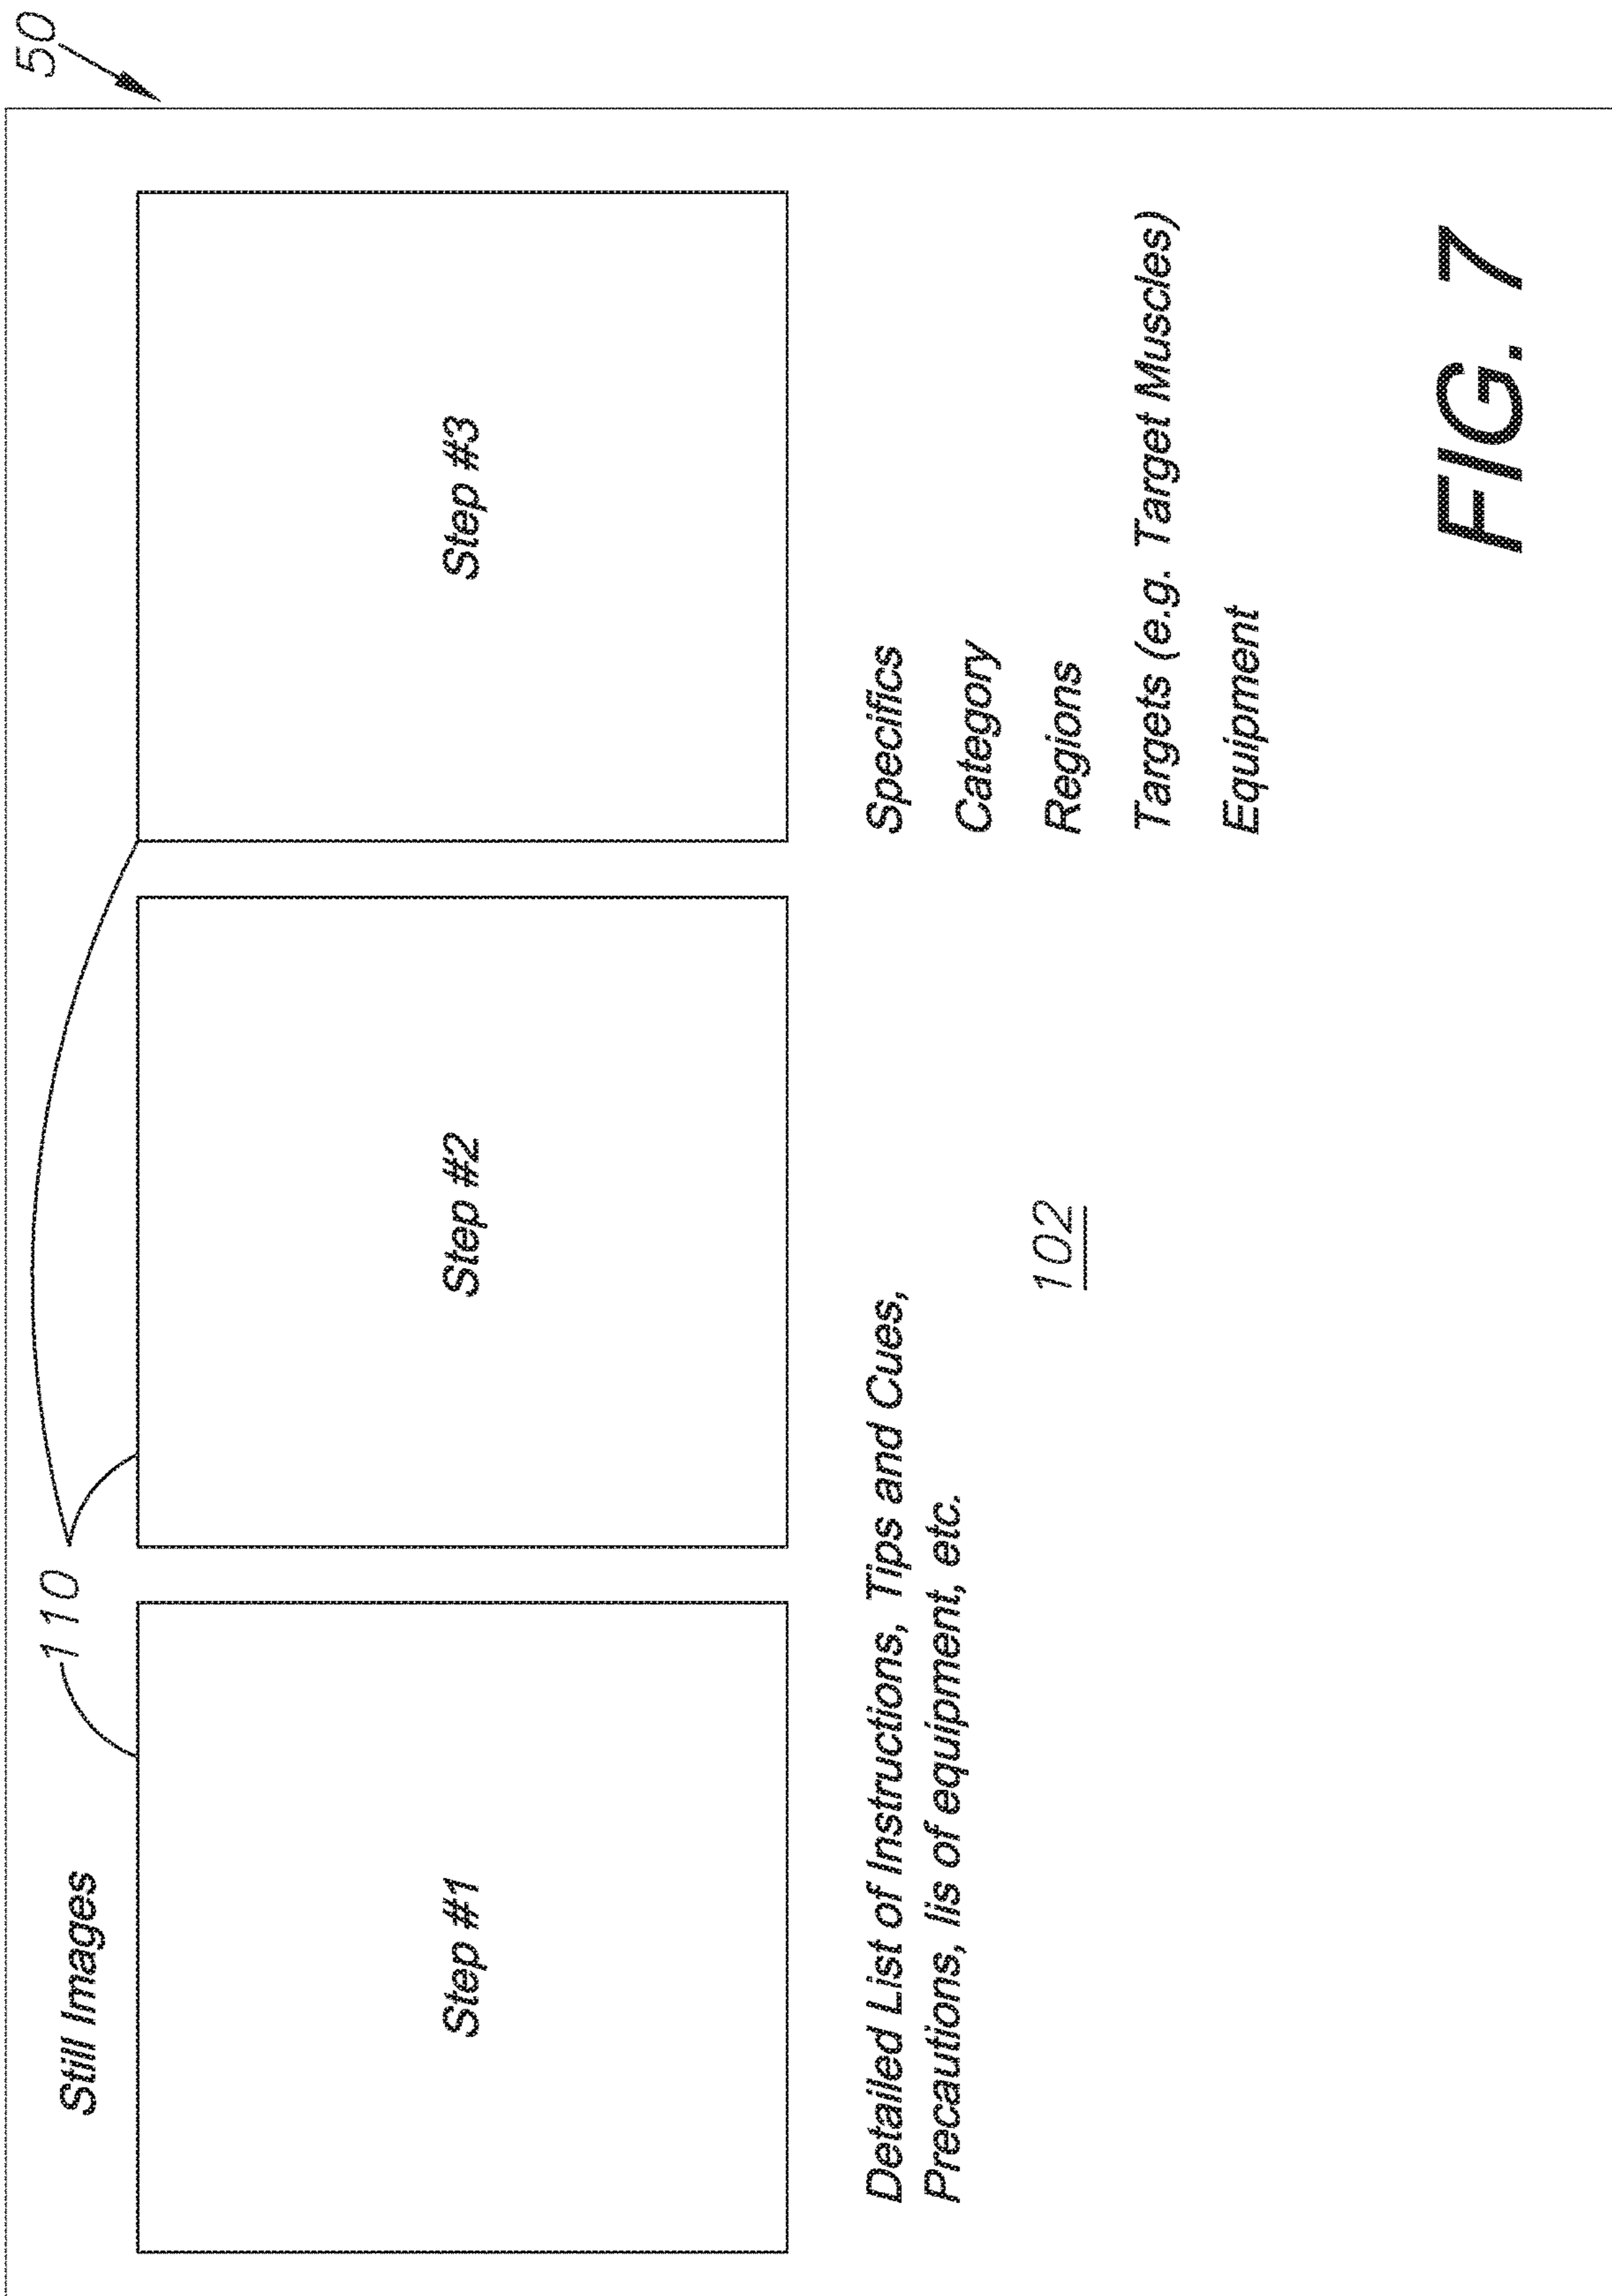 50
Still Images
110
Step #1
Step #2
Step #3
Detailed List of Instructions, Tips and Cues,
Precautions, lis of equipment, etc.
102
Specifics
Category
Regions
Targets (e.g. Target Muscles)
Equipment
FIG. 7